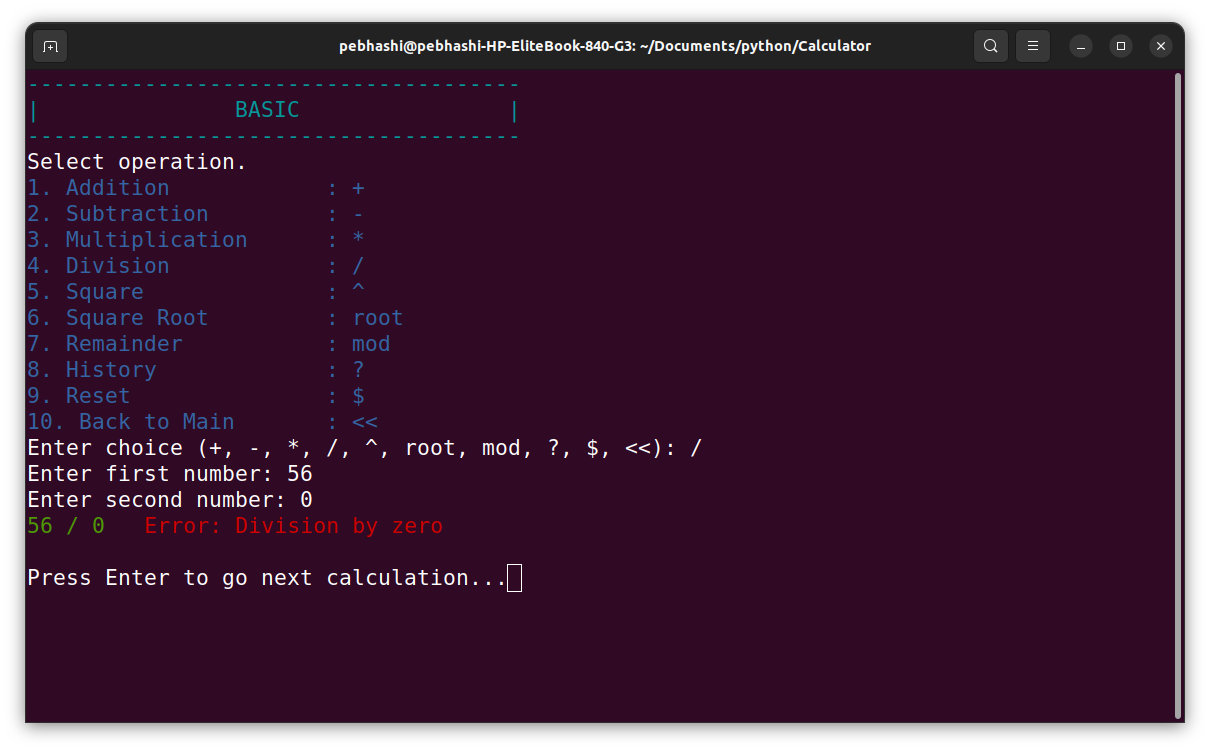 pebhashi@pebhashi-HP-EliteBook-840-G3: ~/Documents/python/Calculator
--------------------------------------
|               BASIC                |
--------------------------------------
Select operation.
1. Addition            : +
2. Subtraction         : -
3. Multiplication      : *
4. Division            : /
5. Square              : ^
6. Square Root         : root
7. Remainder           : mod
8. History             : ?
9. Reset               : $
10. Back to Main       : <<
Enter choice (+, -, *, /, ^, root, mod, ?, $, <<): /
Enter first number: 56
Enter second number: 0
56 / 0   Error: Division by zero
Press Enter to go next calculation...